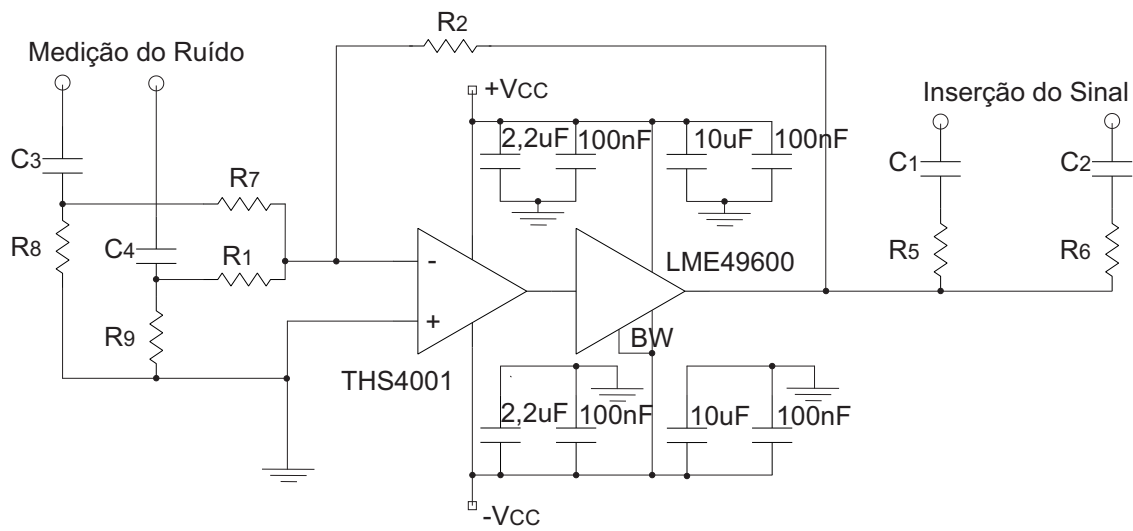 R2
Medição do Ruído
+VCC
Inserção do Sinal
2,2uF 100nF 10uF 100nF
C3
C1
C2
R7
R8
C4
R1
R5
R6
LME49600
-
+
R9
BW
THS4001
2,2uF 100nF 10uF 100nF
-VCC